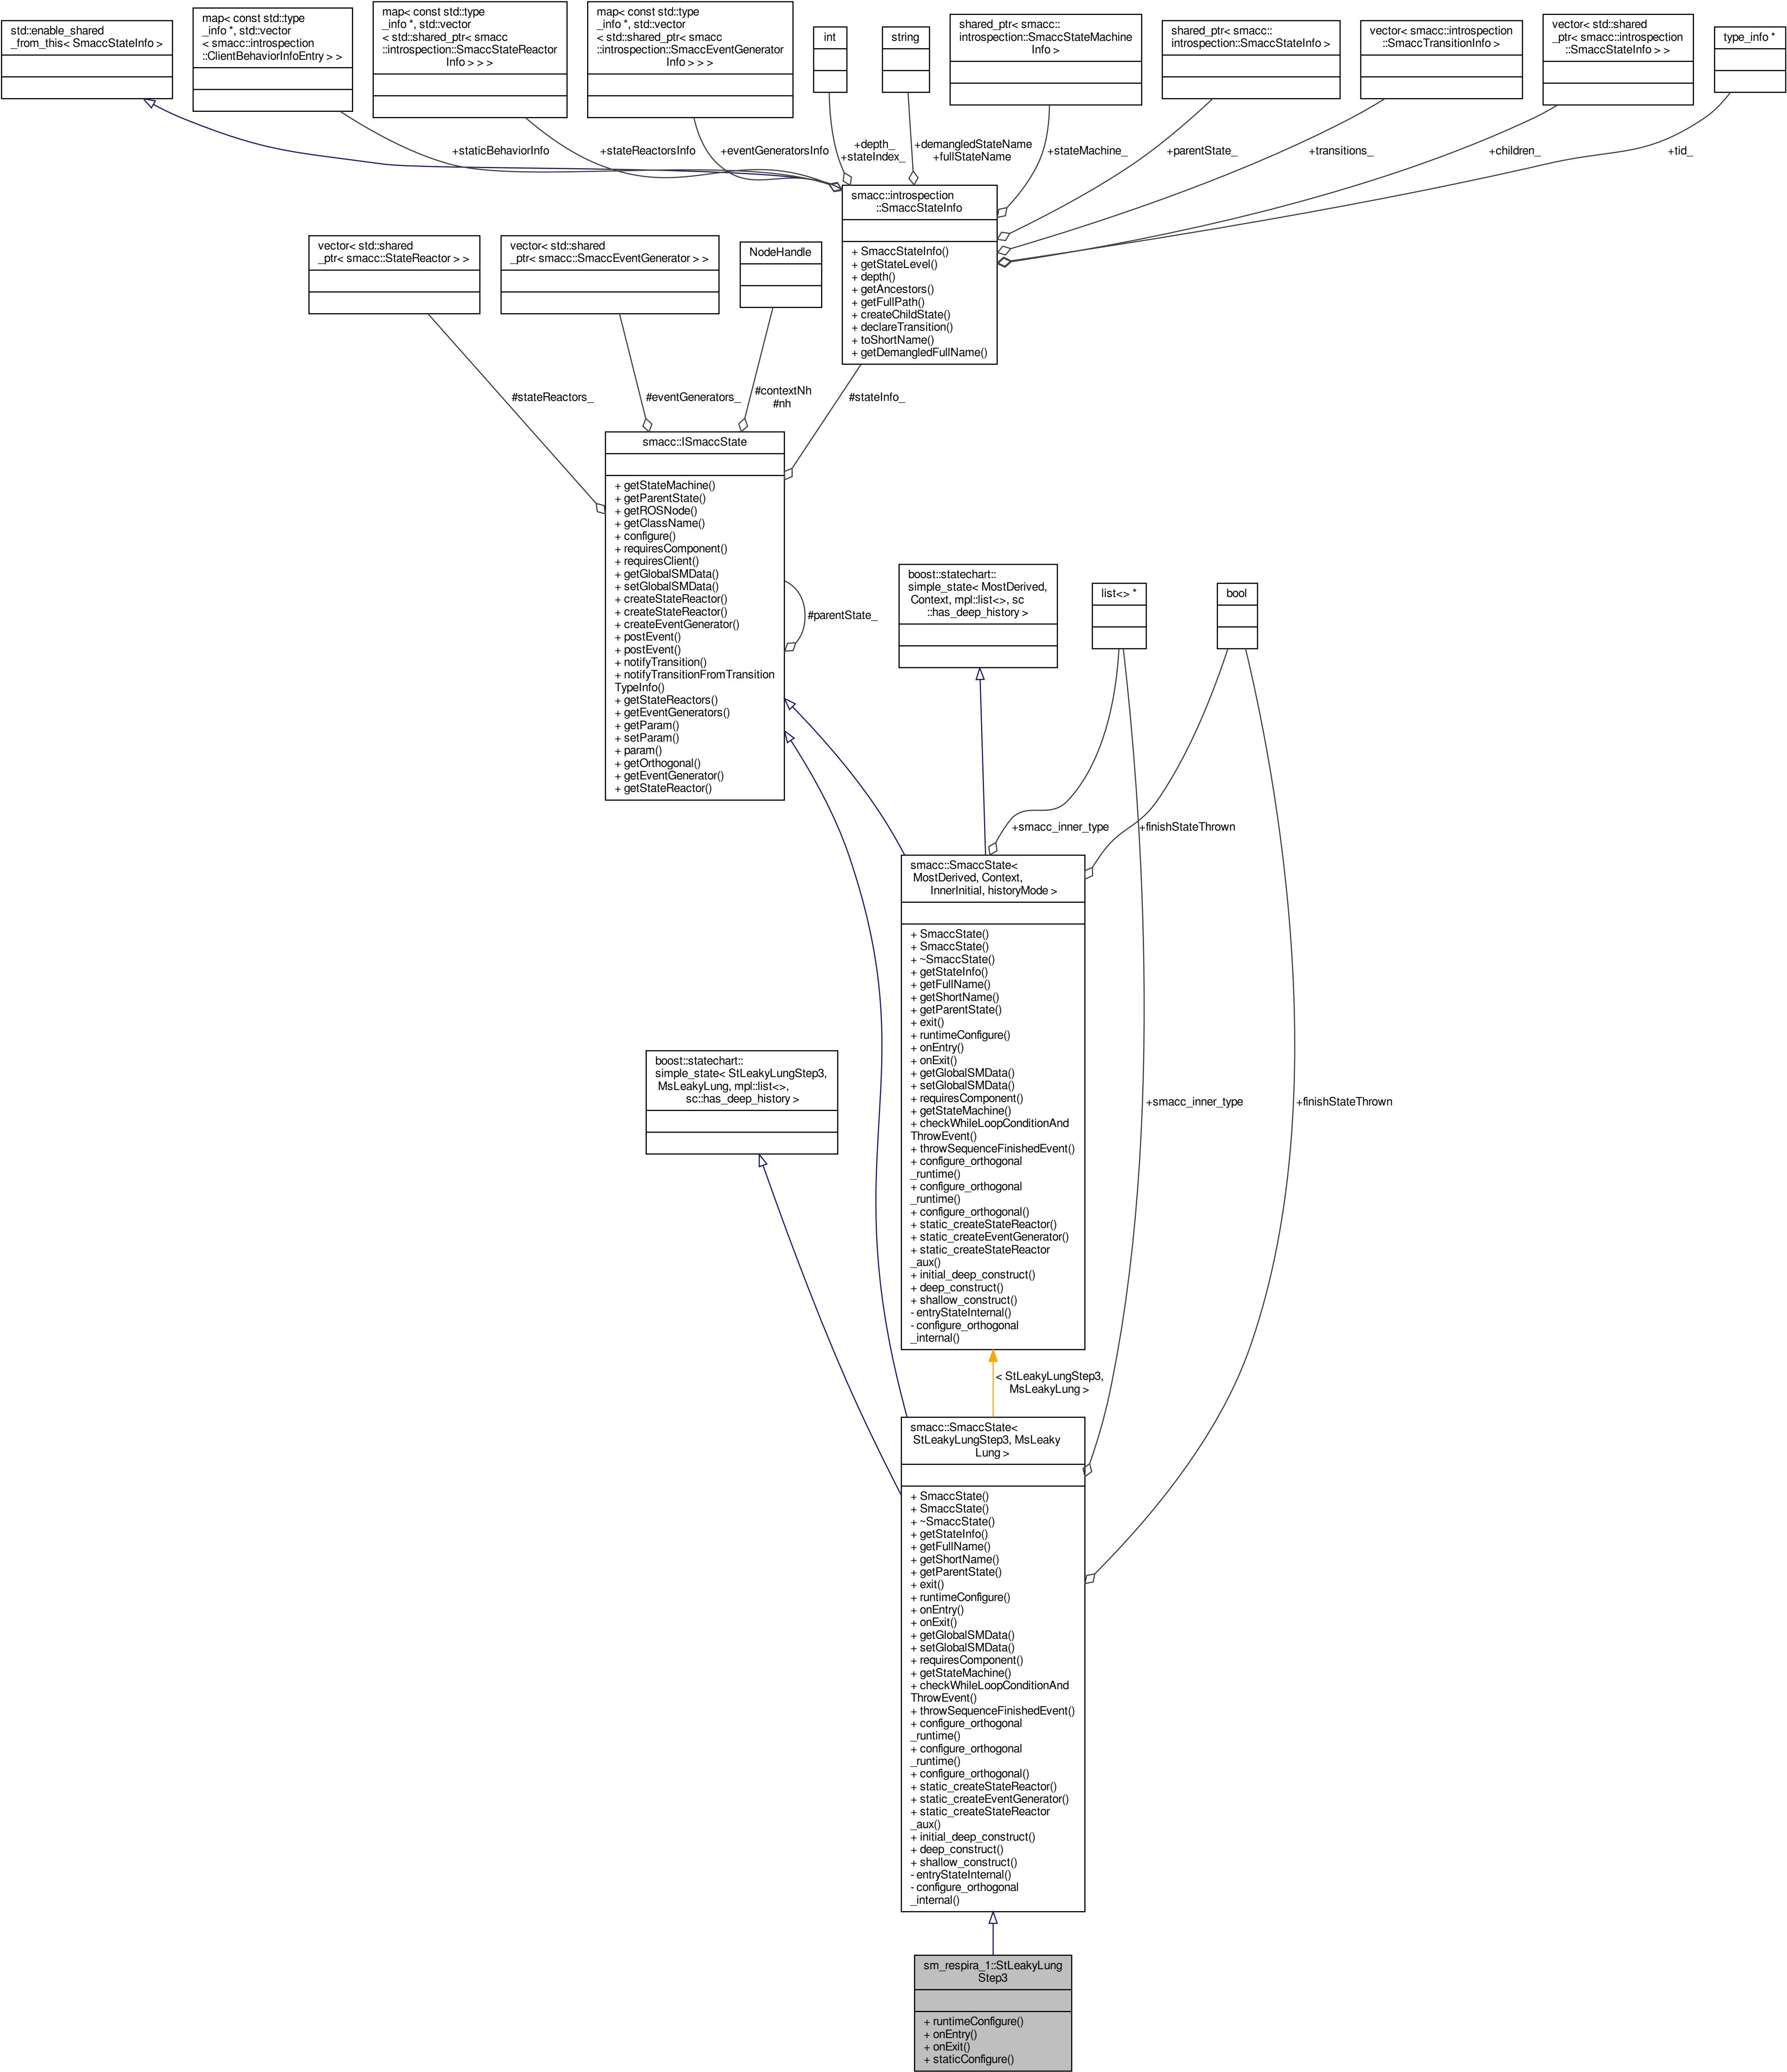 std::enable_shared
_from_this< SmaccStateInfo >
map< const std::type
_info *, std::vector
< smacc::introspection
::ClientBehaviorInfoEntry > >
map< const std::type
_info *, std::vector
< std::shared_ptr< smacc
::introspection::SmaccStateReactor
Info > > >
map< const std::type
_info *, std::vector
< std::shared_ptr< smacc
::introspection::SmaccEventGenerator
Info > > >
int
string
shared_ptr< smacc::
introspection::SmaccStateMachine
Info >
shared_ptr< smacc::
introspection::SmaccStateInfo >
vector< smacc::introspection
::SmaccTransitionInfo >
vector< std::shared
_ptr< smacc::introspection
::SmaccStateInfo > >
type_info *
+staticBehaviorInfo
+stateReactorsInfo
+eventGeneratorsInfo
+depth_
+stateIndex_
+demangledStateName
+fullStateName
+stateMachine_
+parentState_
+transitions_
+children_
+tid_
smacc::introspection
::SmaccStateInfo
+ SmaccStateInfo()
+ getStateLevel()
+ depth()
+ getAncestors()
+ getFullPath()
+ createChildState()
+ declareTransition()
+ toShortName()
+ getDemangledFullName()
vector< std::shared
_ptr< smacc::StateReactor > >
vector< std::shared
_ptr< smacc::SmaccEventGenerator > >
NodeHandle
#stateReactors_
#eventGenerators_
#contextNh
#nh
#stateInfo_
smacc::ISmaccState
+ getStateMachine()
+ getParentState()
+ getROSNode()
+ getClassName()
+ configure()
+ requiresComponent()
+ requiresClient()
+ getGlobalSMData()
+ setGlobalSMData()
+ createStateReactor()
+ createStateReactor()
+ createEventGenerator()
+ postEvent()
+ postEvent()
+ notifyTransition()
+ notifyTransitionFromTransition
TypeInfo()
+ getStateReactors()
+ getEventGenerators()
+ getParam()
+ setParam()
+ param()
+ getOrthogonal()
+ getEventGenerator()
+ getStateReactor()
#parentState_
boost::statechart::
simple_state< MostDerived,
Context, mpl::list<>, sc
::has_deep_history >
list<> *
bool
+smacc_inner_type
+finishStateThrown
smacc::SmaccState<
MostDerived, Context,
InnerInitial, historyMode >
+ SmaccState()
+ SmaccState()
+ ~SmaccState()
+ getStateInfo()
+ getFullName()
+ getShortName()
+ getParentState()
+ exit()
+ runtimeConfigure()
+ onEntry()
+ onExit()
+ getGlobalSMData()
+ setGlobalSMData()
+ requiresComponent()
+ getStateMachine()
+ checkWhileLoopConditionAnd
ThrowEvent()
+ throwSequenceFinishedEvent()
+ configure_orthogonal
_runtime()
+ configure_orthogonal
_runtime()
+ configure_orthogonal()
+ static_createStateReactor()
+ static_createEventGenerator()
+ static_createStateReactor
_aux()
+ initial_deep_construct()
+ deep_construct()
+ shallow_construct()
- entryStateInternal()
- configure_orthogonal
_internal()
boost::statechart::
simple_state< StLeakyLungStep3,
MsLeakyLung, mpl::list<>,
sc::has_deep_history >
+smacc_inner_type
+finishStateThrown
< StLeakyLungStep3,
MsLeakyLung >
smacc::SmaccState<
StLeakyLungStep3, MsLeaky
Lung >
+ SmaccState()
+ SmaccState()
+ ~SmaccState()
+ getStateInfo()
+ getFullName()
+ getShortName()
+ getParentState()
+ exit()
+ runtimeConfigure()
+ onEntry()
+ onExit()
+ getGlobalSMData()
+ setGlobalSMData()
+ requiresComponent()
+ getStateMachine()
+ checkWhileLoopConditionAnd
ThrowEvent()
+ throwSequenceFinishedEvent()
+ configure_orthogonal
_runtime()
+ configure_orthogonal
_runtime()
+ configure_orthogonal()
+ static_createStateReactor()
+ static_createEventGenerator()
+ static_createStateReactor
_aux()
+ initial_deep_construct()
+ deep_construct()
+ shallow_construct()
- entryStateInternal()
- configure_orthogonal
_internal()
sm_respira_1::StLeakyLung
Step3
+ runtimeConfigure()
+ onEntry()
+ onExit()
+ staticConfigure()